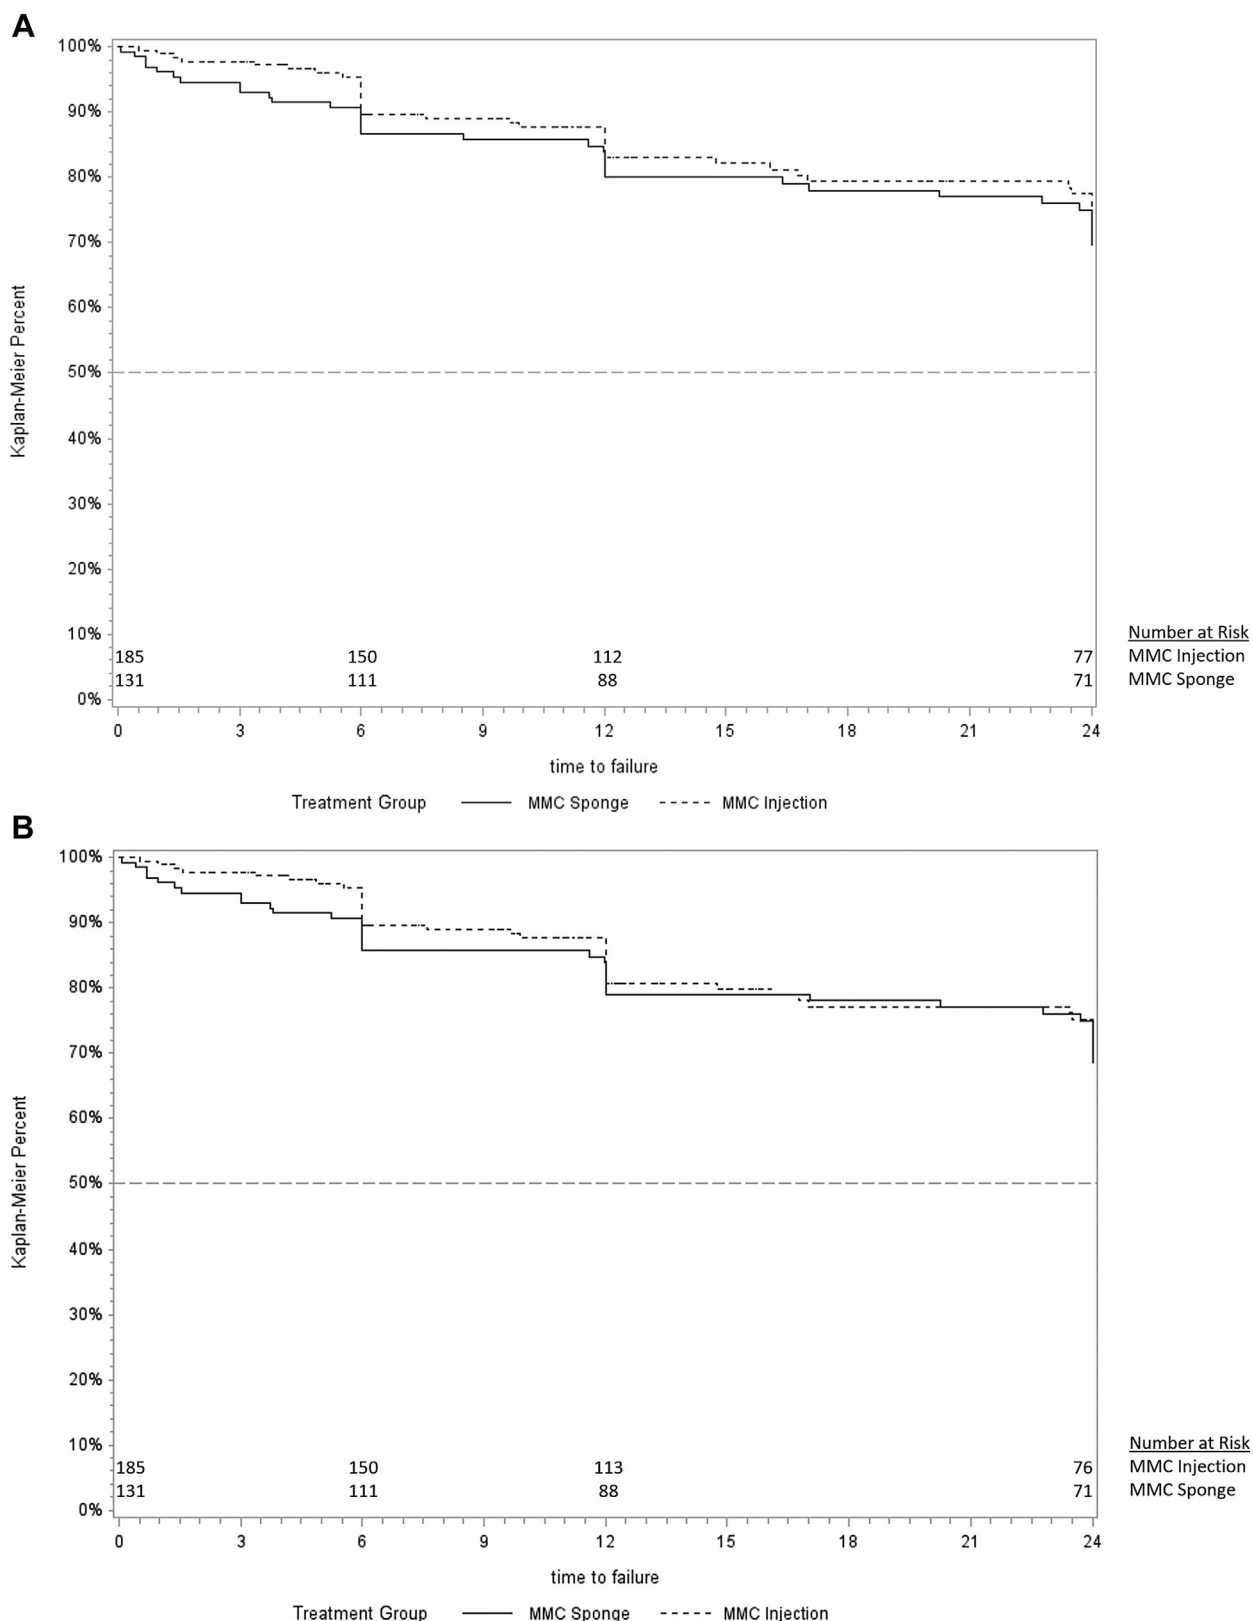 A
100%
90%
80%
70%
60%
50%
40%
30%
20%
10%
0%
Kaplan-Meier Percent
Number at Risk
185 150 112 77 MMC Injection
131 111 88 71 MMC Sponge
0 3 6 9 12 15 18 21 24
time to failure
Treatment Group MMC Sponge MMC Injection
B
100%
90%
80%
70%
60%
50%
40%
30%
20%
10%
0%
Kaplan-Meier Percent
Number at Risk
185 150 113 76 MMC Injection
131 111 88 71 MMC Sponge
0 3 6 9 12 15 18 21 24
time to failure
Treatment Group MMC Sponge MMC Injection